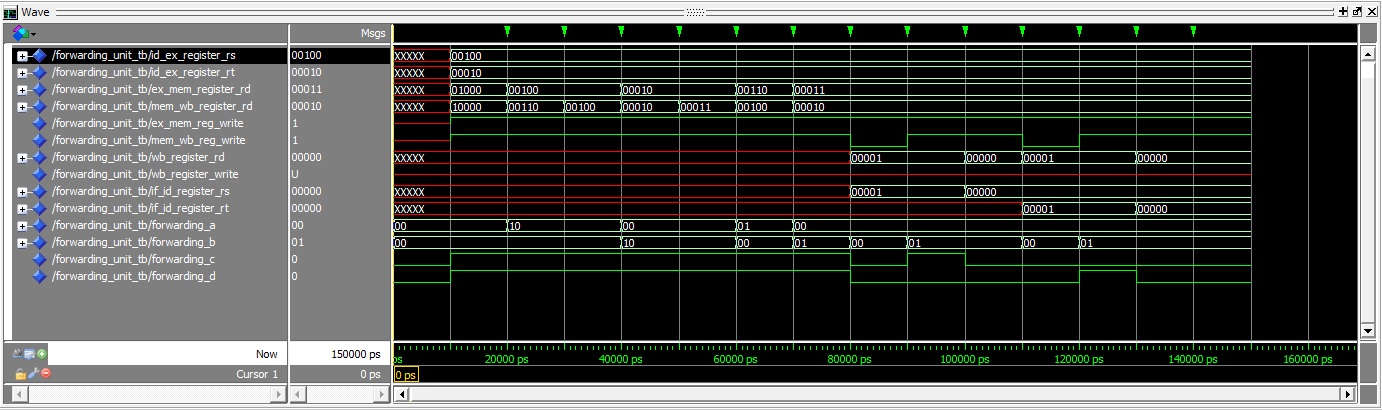 Wave
Msgs
/forwarding_unit_tb/id_ex_register_rs 00100 XXXXX 00100
/forwarding_unit_tb/id_ex_register_rt 00010 XXXXX 00010
/forwarding_unit_tb/ex_mem_register_rd 00011 XXXXX 01000 00100 00010 00110 00011
/forwarding_unit_tb/mem_wb_register_rd 00010 XXXXX 10000 00110 00100 00010 00011 00100 00010
/forwarding_unit_tb/ex_mem_reg_write 1
/forwarding_unit_tb/mem_wb_reg_write 1
/forwarding_unit_tb/wb_register_rd 00000 XXXXX 00001 00000 00001 00000
/forwarding_unit_tb/wb_register_write U
/forwarding_unit_tb/if_id_register_rs 00000 XXXXX 00001 00000
/forwarding_unit_tb/if_id_register_rt 00000 XXXXX 00001 00000
/forwarding_unit_tb/forwarding_a 00 00 10 00 01 00
/forwarding_unit_tb/forwarding_b 01 00 10 00 01 00 01 00 01
/forwarding_unit_tb/forwarding_c 0
/forwarding_unit_tb/forwarding_d 0
Now 150000 ps ps 20000 ps 40000 ps 60000 ps 80000 ps 100000 ps 120000 ps 140000 ps 160000 ps
Cursor 1 0 ps 0 ps